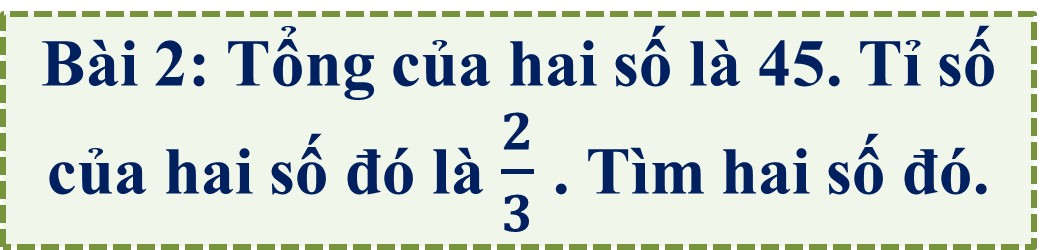 Bài 2: Tổng của hai số là 45. Tỉ số
của hai số đó là 2/3 . Tìm hai số đó.